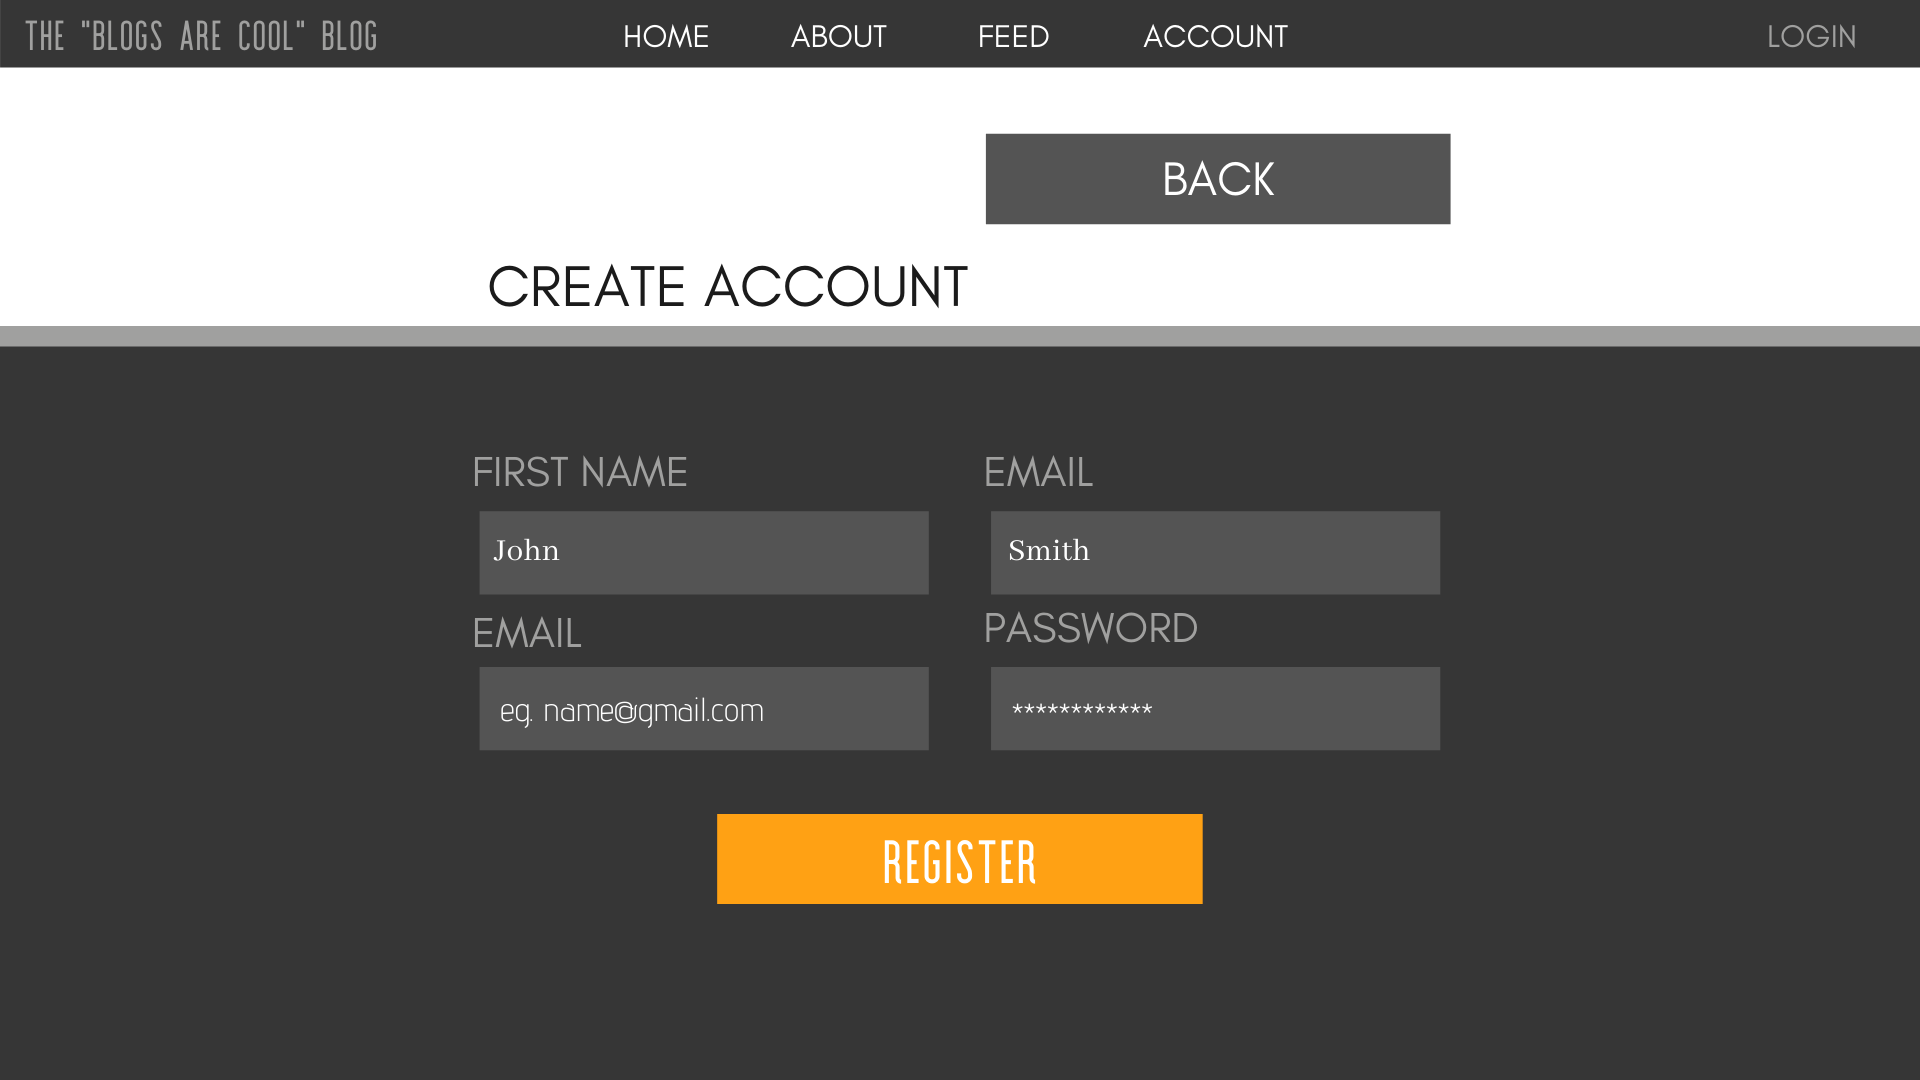 THE "BLOGS ARE COOL" BLOG HOME ABOUT FEED ACCOUNT LOGIN
BACK
CREATE ACCOUNT
FIRST NAME EMAIL
John Smith
EMAIL PASSWORD
eg. name@gmail.com ************
REGISTER